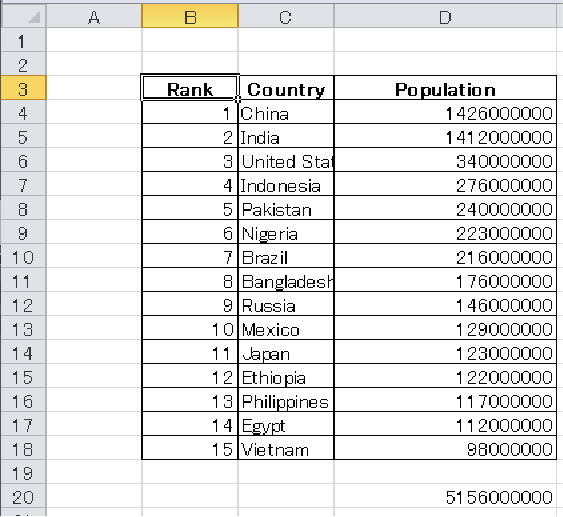 A B C D
1
2
3 Rank Country Population
4 1 China 1426000000
5 2 India 1412000000
6 3 United Stat
7 4 Indonesia 276000000
8 5 Pakistan 240000000
9 6 Nigeria 223000000
10 7 Brazil 216000000
11 8 Bangladesh 176000000
12 9 Russia 146000000
13 10 Mexico 129000000
14 11 Japan 123000000
15 12 Ethiopia 122000000
16 13 Philippines 117000000
17 14 Egypt 112000000
18 15 Vietnam 98000000
19
20 5156000000